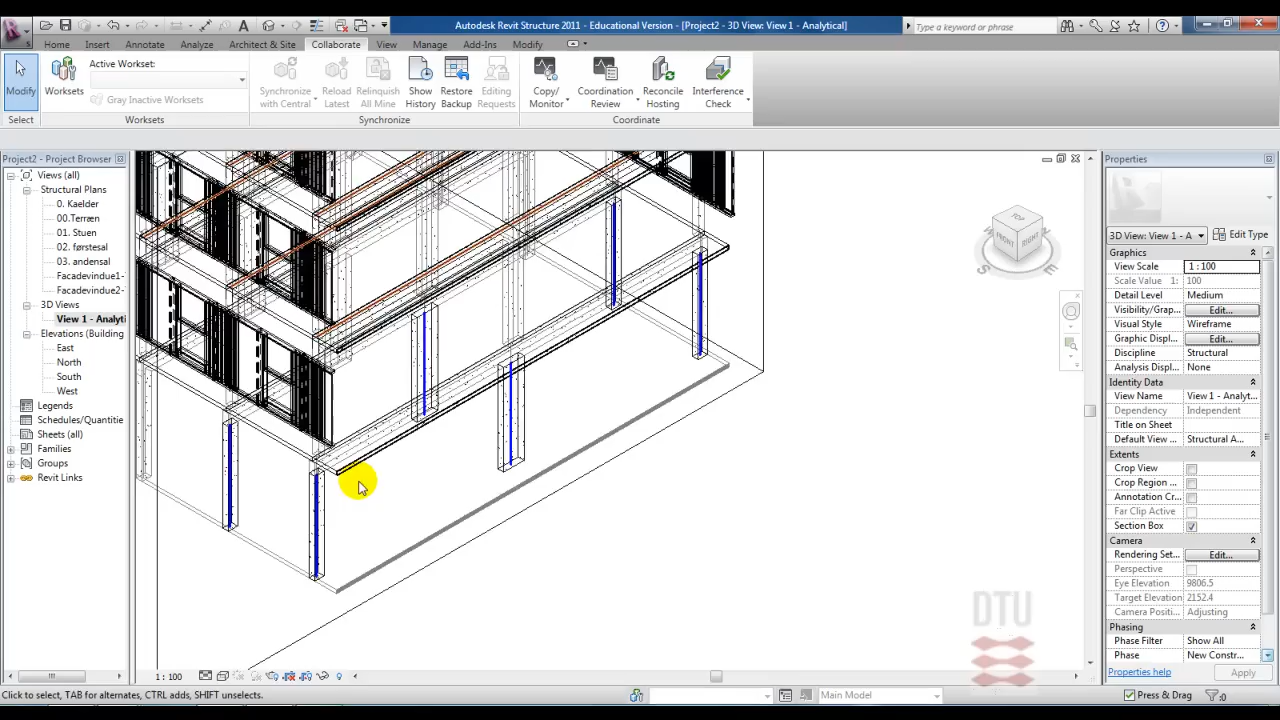 Autodesk Revit Structure 2011 - Educational Version - [Project2 - 3D View: View 1 - Analytical]
Type a keyword or phrase
Home Insert Annotate Analyze Architect & Site Collaborate View Manage Add-Ins Modify
Modify
Select
Worksets
Active Workset:
Gray Inactive Worksets
Worksets
Synchronize with Central
Reload Latest
Relinquish All Mine
Show History
Restore Backup
Editing Requests
Synchronize
Copy/ Monitor
Coordination Review
Reconcile Hosting
Interference Check
Coordinate
Project2 - Project Browser
Views (all)
Structural Plans
0. Kaelder
00.Terræn
01. Stuen
02. førstesal
03. andensal
Facadevindue1-
Facadevindue2-
3D Views
View 1 - Analyti
Elevations (Building
East
North
South
West
Legends
Schedules/Quantitie
Sheets (all)
Families
Groups
Revit Links
TOP
FRONT
RIGHT
S
E
DTU
Properties
3D View: View 1 - A
Edit Type
Graphics
View Scale 1 : 100
Scale Value 1: 100
Detail Level Medium
Visibility/Grap... Edit...
Visual Style Wireframe
Graphic Displ... Edit...
Discipline Structural
Analysis Displ... None
Identity Data
View Name View 1 - Analyt...
Dependency Independent
Title on Sheet
Default View ... Structural A...
Extents
Crop View
Crop Region ...
Annotation Cr...
Far Clip Active
Section Box
Camera
Rendering Set... Edit...
Perspective
Eye Elevation 9806.5
Target Elevation 2152.4
Camera Positi... Adjusting
Phasing
Phase Filter Show All
Phase New Constr...
Properties help
Apply
1 : 100
Click to select, TAB for alternates, CTRL adds, SHIFT unselects.
Main Model
Press & Drag
:0